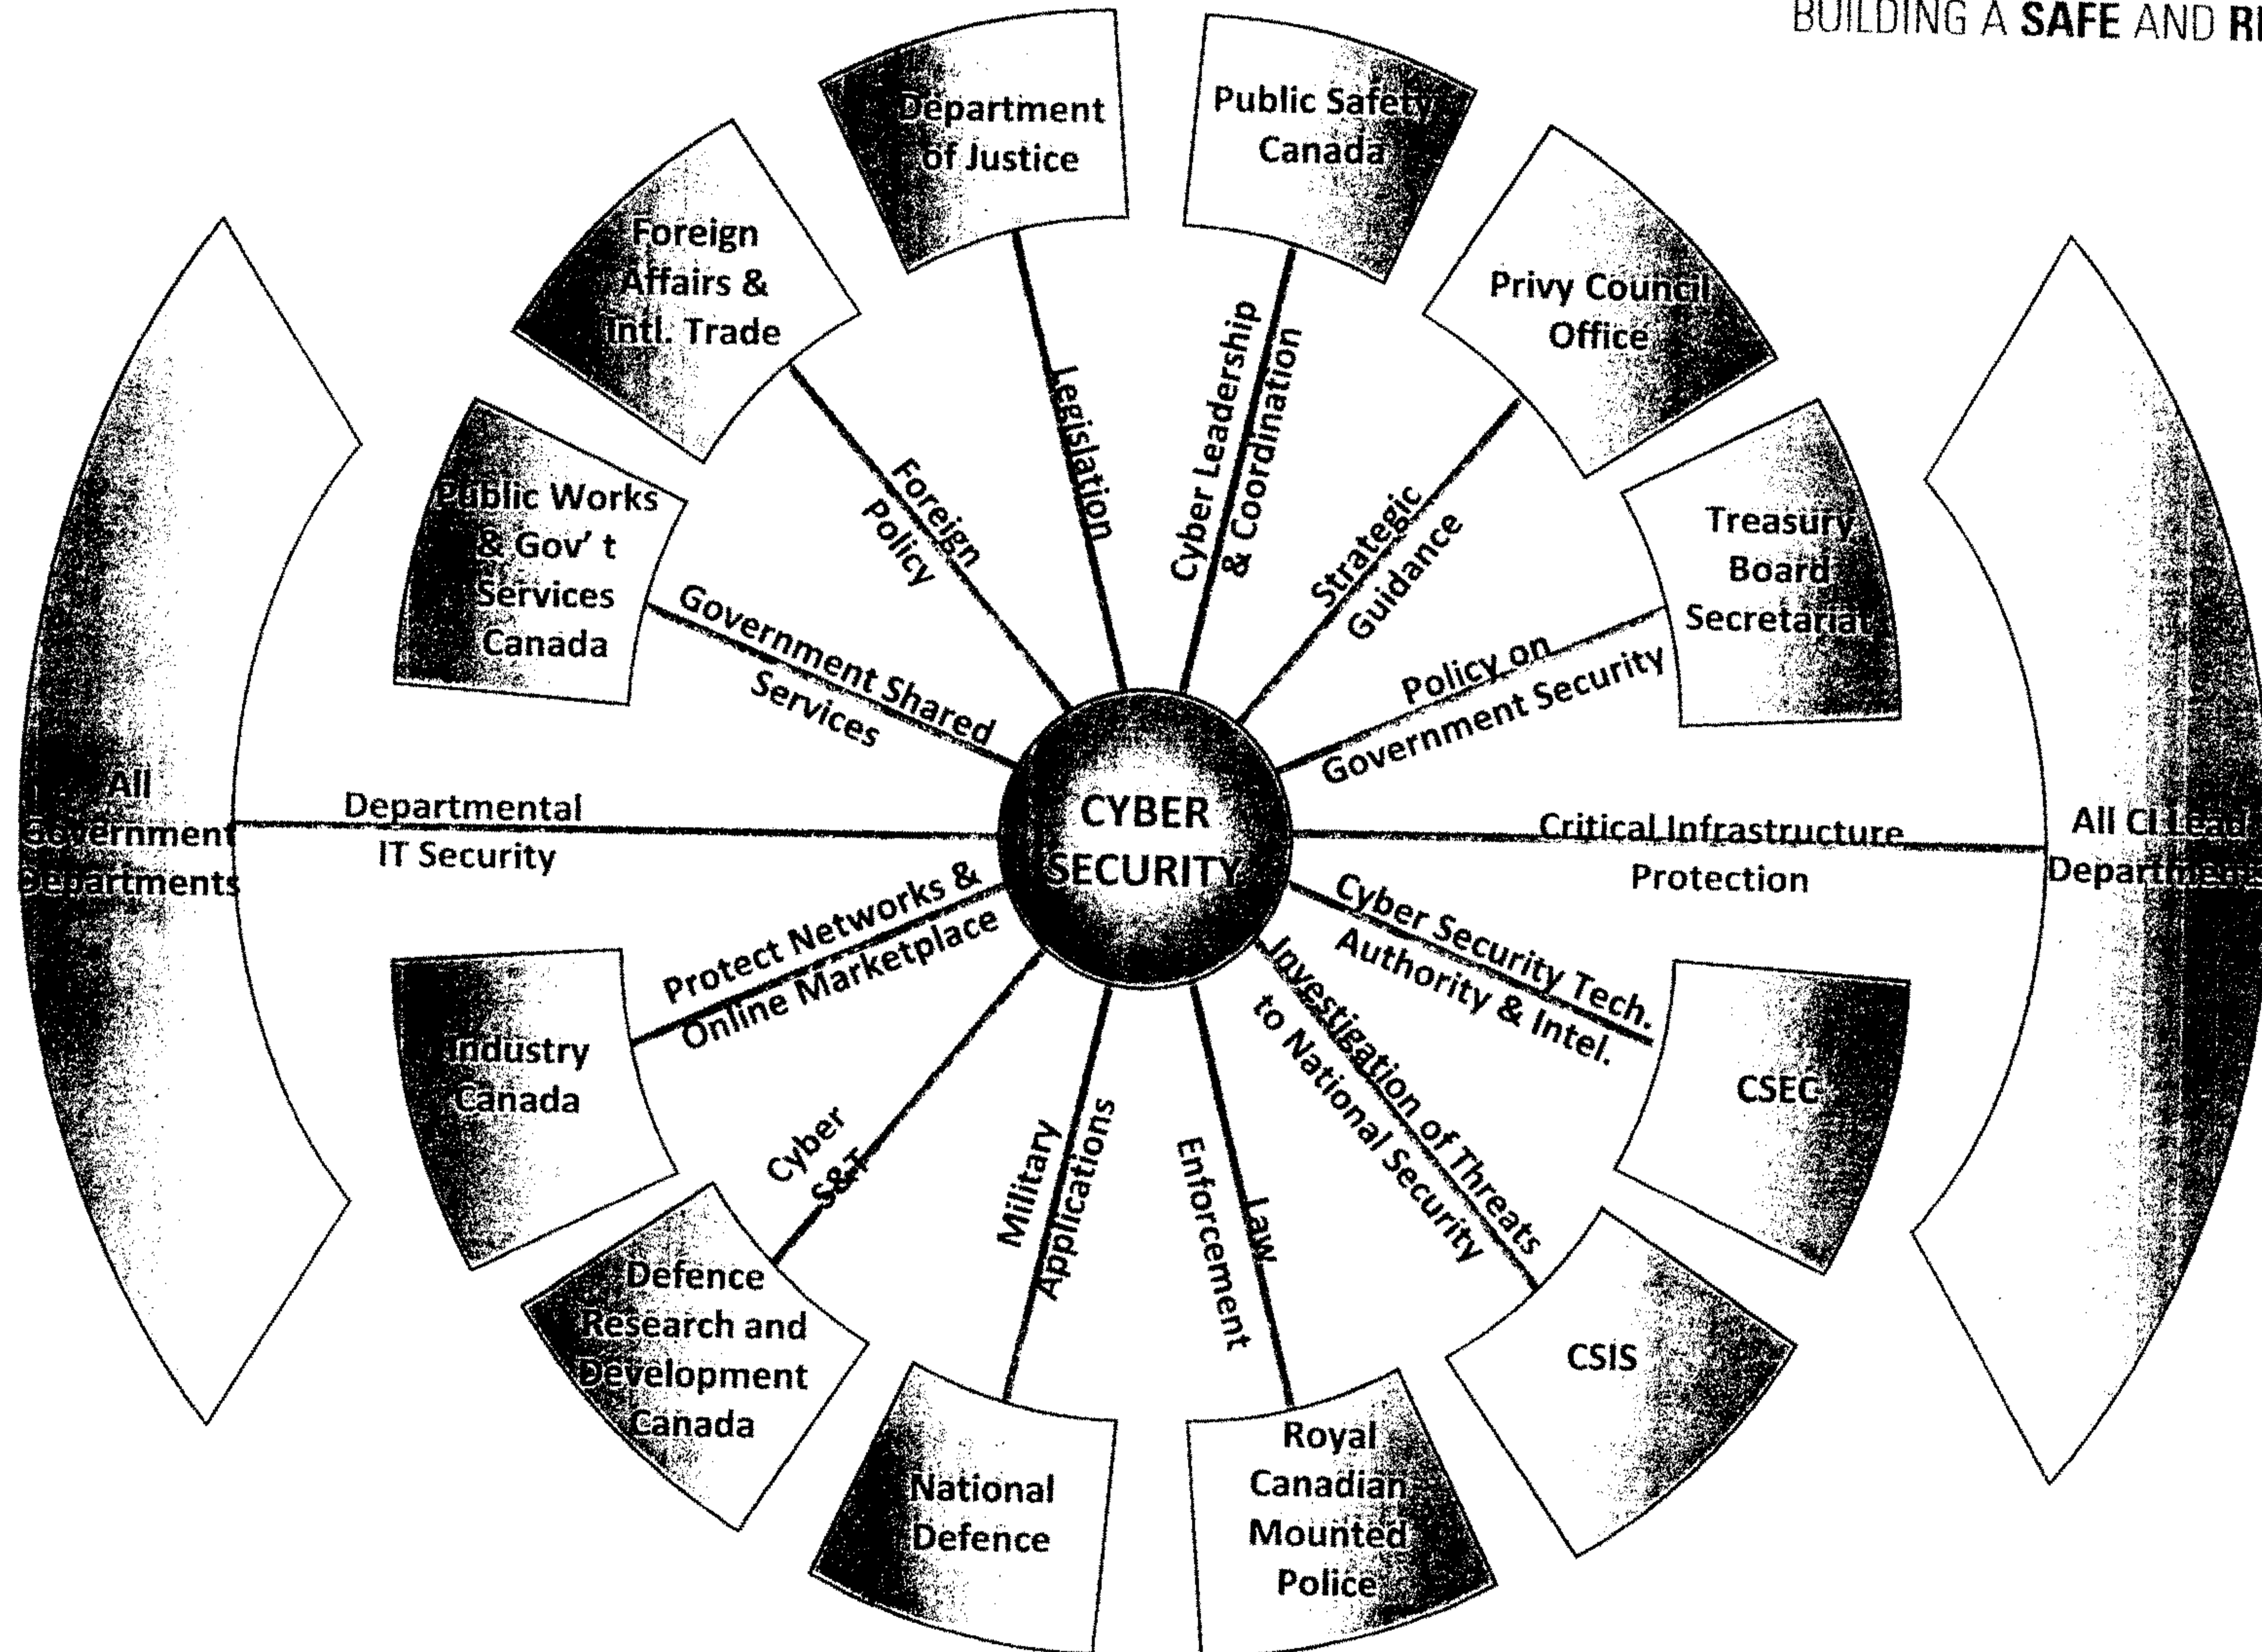 BUILDING A SAFE AND
Department
of Justice
Public Safety
Canada
Foreign
Affairs &
Intl. Trade
Privy Council
Office
Public Works
& Gov' t
Services
Canada
Treasury
Board
Secretariat
Legislation
Cyber Leadership
& Coordination
Foreign
Policy
Strategic
Guidance
Government Shared
Services
Policy on
Government Security
All
Government
Departments
Departmental
IT Security
CYBER
SECURITY
Critical Infrastructure
Protection
All CI Lead
Departments
Protect Networks &
Online Marketplace
Cyber Security Tech.
Authority & Intel.
Industry
Canada
Cyber
S&T
Military
Applications
Law
Enforcement
Investigation of Threats
to National Security
CSEC
Defence
Research and
Development
Canada
National
Defence
Royal
Canadian
Mounted
Police
CSIS